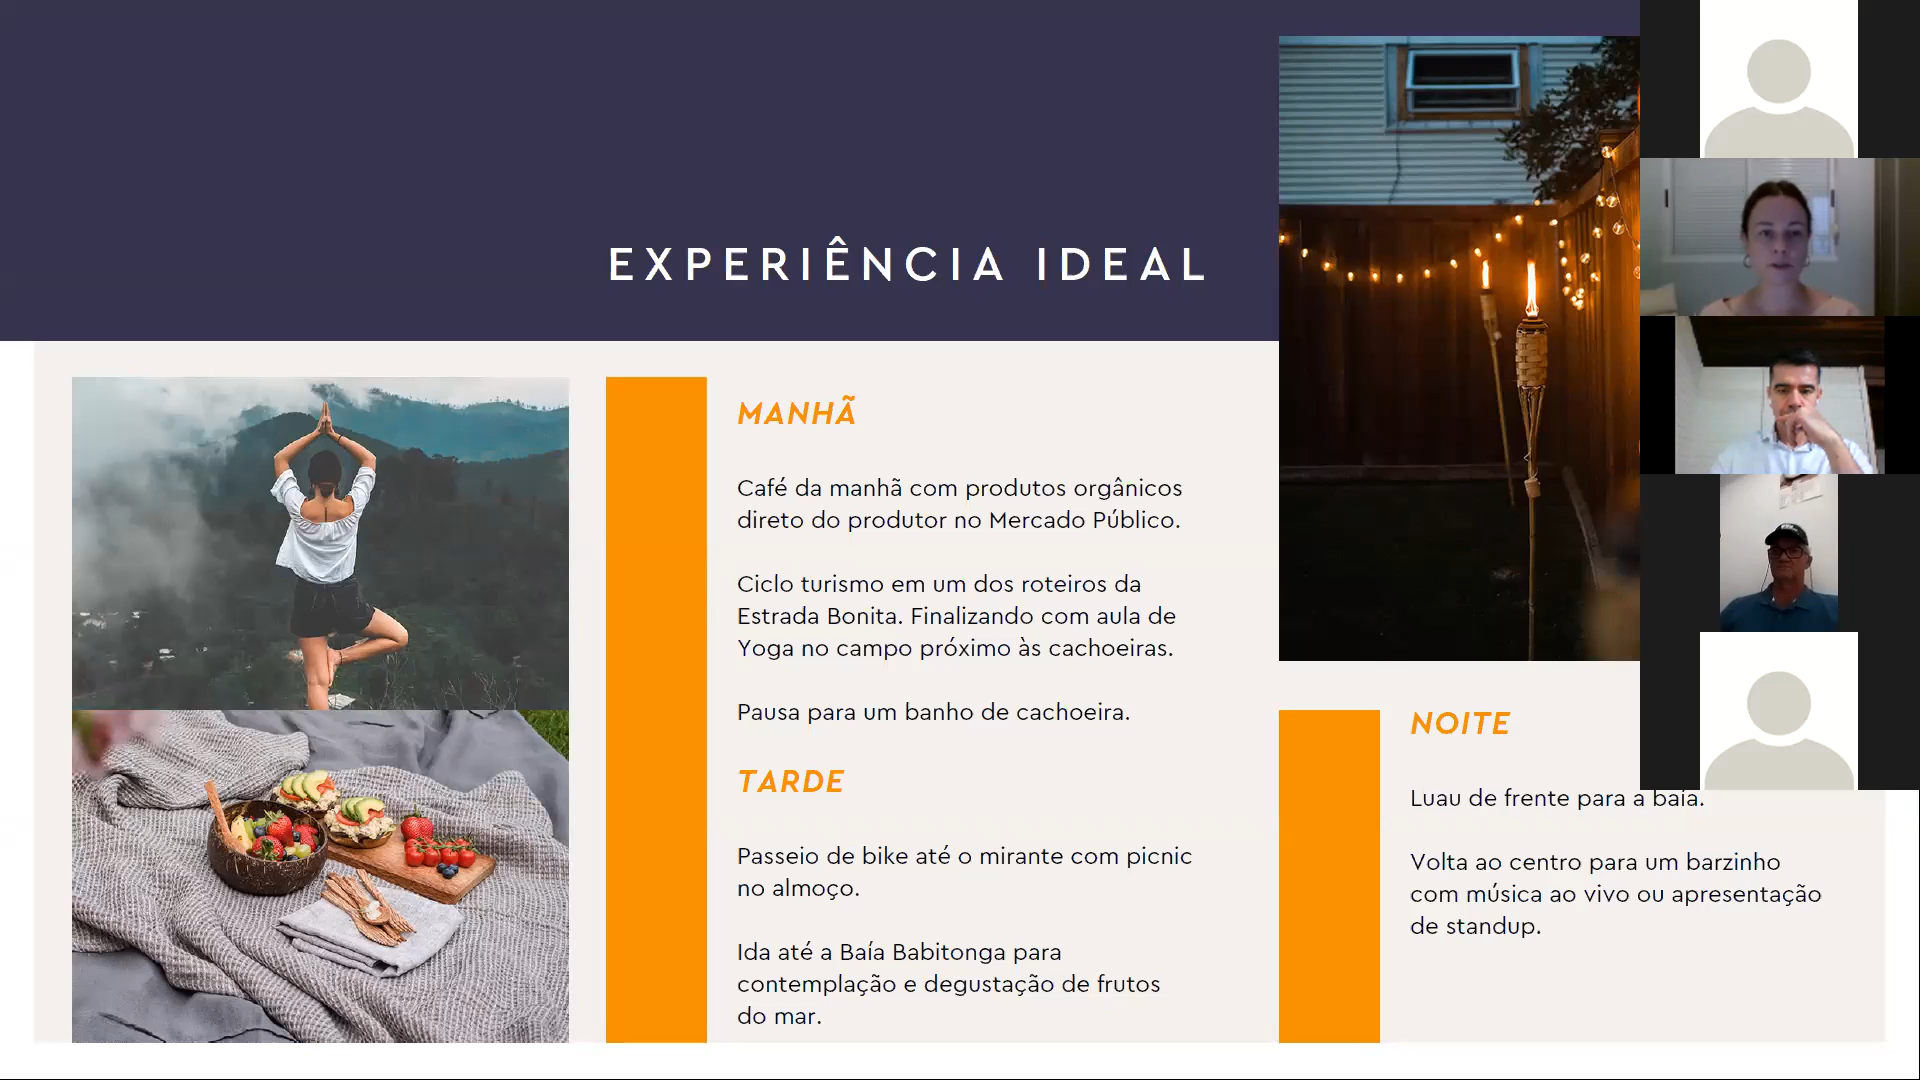 EXPERIÊNCIA IDEAL
MANHÃ
Café da manhã com produtos orgânicos
direto do produtor no Mercado Público.
Ciclo turismo em um dos roteiros da
Estrada Bonita. Finalizando com aula de
Yoga no campo próximo às cachoeiras.
Pausa para um banho de cachoeira.
TARDE
Passeio de bike até o mirante com picnic
no almoço.
Ida até a Baía Babitonga para
contemplação e degustação de frutos
do mar.
NOITE
Luau de frente para a baía.
Volta ao centro para um barzinho
com música ao vivo ou apresentação
de standup.